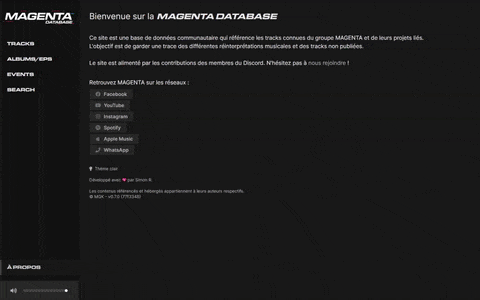 MAGENTA
DATABASE
TRACKS
ALBUMS/EPS
EVENTS
SEARCH
À PROPOS
Bienvenue sur la MAGENTA DATABASE
Ce site est une base de données communautaire qui référence les tracks connues du groupe MAGENTA et de leurs projets liés.
L'objectif est de garder une trace des différentes réinterprétations musicales et des tracks non publiées.
Le site est alimenté par les contributions des membres du Discord. N'hésitez pas à nous rejoindre !
Retrouvez MAGENTA sur les réseaux :
Facebook
YouTube
Instagram
Spotify
Apple Music
WhatsApp
Thème clair
Développé avec ❤ par Simon R.
Les contenus référencés et hébergés appartiennent à leurs auteurs respectifs.
© MGX - v0.7.0